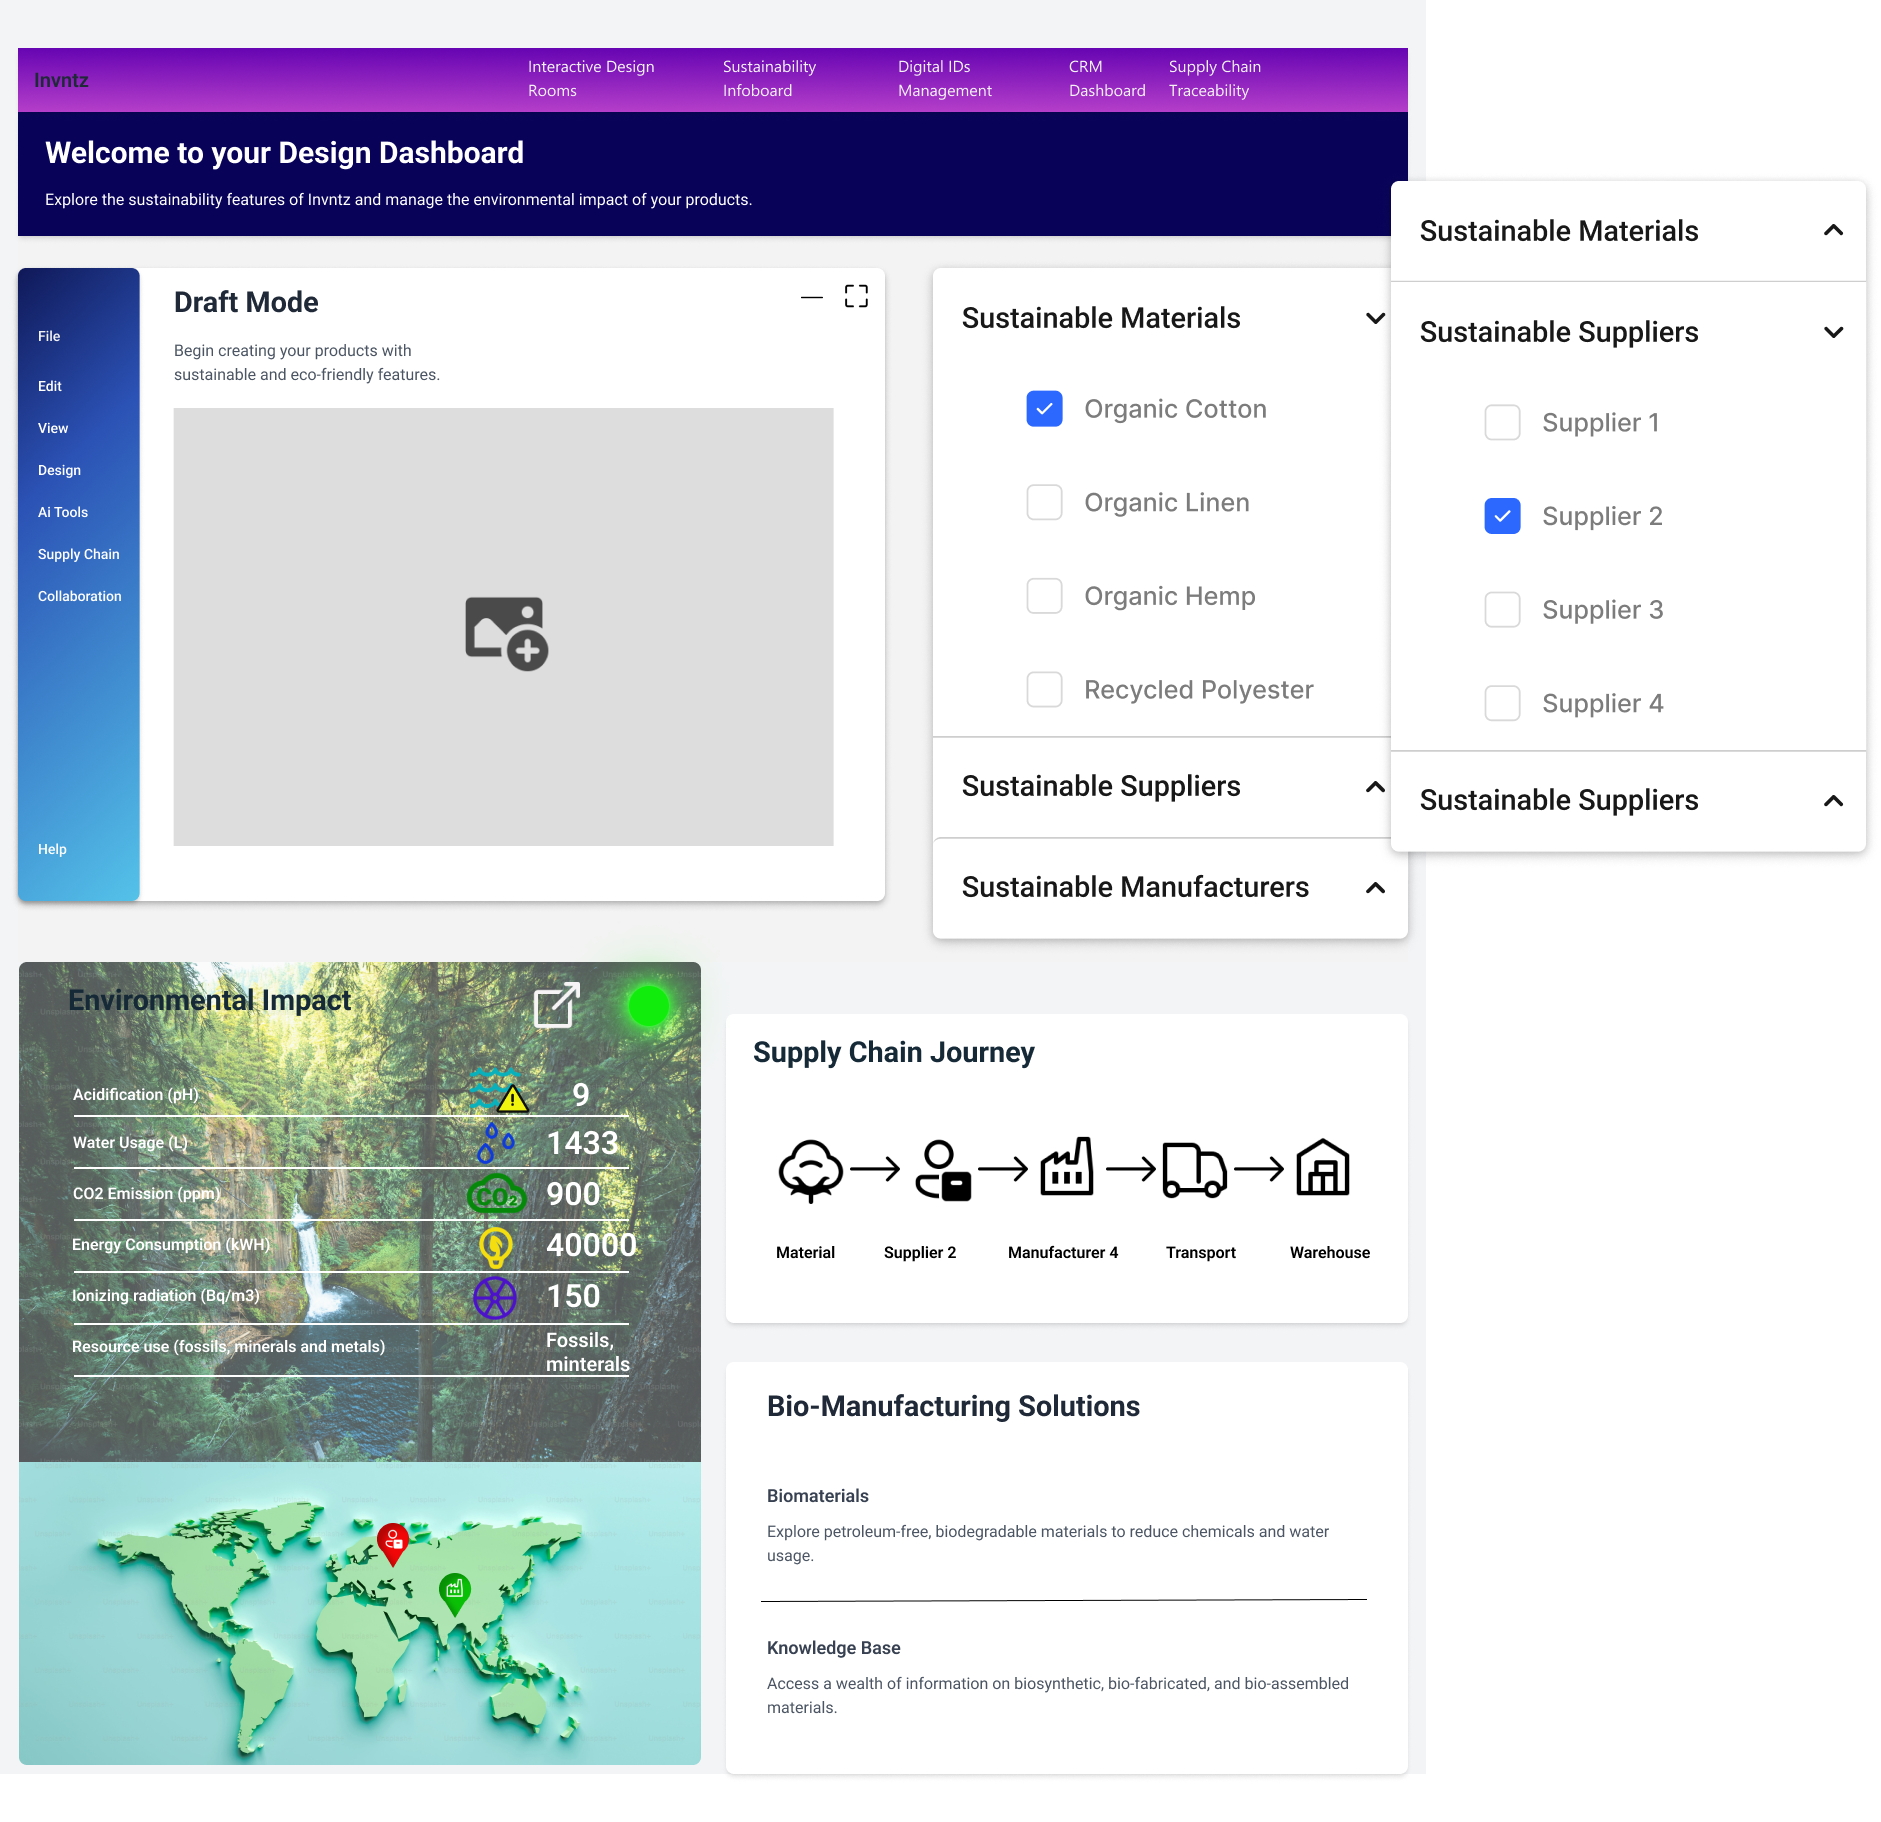 Invntz
Interactive Design
Rooms
Sustainability
Infoboard
Digital IDs
Management
CRM
Dashboard
Supply Chain
Traceability
Welcome to your Design Dashboard
Explore the sustainability features of Invntz and manage the environmental impact of your products.
File
Edit
View
Design
Ai Tools
Supply Chain
Collaboration
Help
Draft Mode
Begin creating your products with
sustainable and eco-friendly features.
Sustainable Materials
Organic Cotton
Organic Linen
Organic Hemp
Recycled Polyester
Sustainable Suppliers
Sustainable Manufacturers
Sustainable Materials
Sustainable Suppliers
Supplier 1
Supplier 2
Supplier 3
Supplier 4
Sustainable Suppliers
Environmental Impact
Acidification (pH) 9
Water Usage (L) 1433
CO2 Emission (ppm) CO2 900
Energy Consumption (kWH) 40000
Ionizing radiation (Bq/m3) 150
Resource use (fossils, minerals and metals)
Fossils,
minterals
Supply Chain Journey
Material
Supplier 2
Manufacturer 4
Transport
Warehouse
Bio-Manufacturing Solutions
Biomaterials
Explore petroleum-free, biodegradable materials to reduce chemicals and water
usage.
Knowledge Base
Access a wealth of information on biosynthetic, bio-fabricated, and bio-assembled
materials.